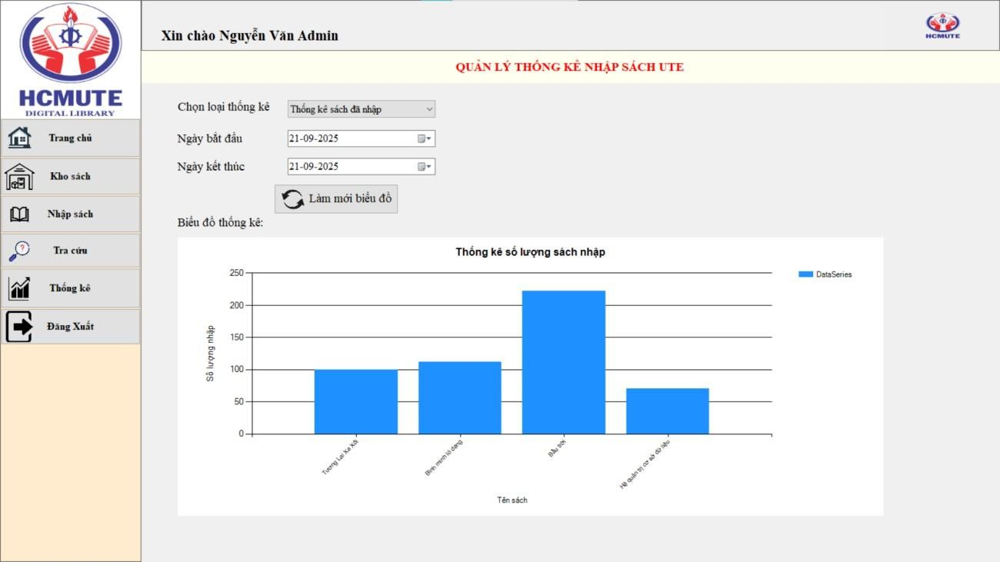 HCMUTE
DIGITAL LIBRARY
Xin chào Nguyễn Văn Admin
HCMUTE
QUẢN LÝ THỐNG KÊ NHẬP SÁCH UTE
Trang chủ
Kho sách
Nhập sách
Tra cứu
Thống kê
Đăng Xuất
Chọn loại thống kê
Thống kê sách đã nhập
Ngày bắt đầu
21-09-2025
Ngày kết thúc
21-09-2025
Làm mới biểu đồ
Biểu đồ thống kê:
Thống kê số lượng sách nhập
DataSeries
Số lượng nhập
250
200
150
100
50
0
Tương Lai Xa Xôi
Bình minh ló dạng
Bầu trời
Hệ quản trị cơ sở dữ liệu
Tên sách